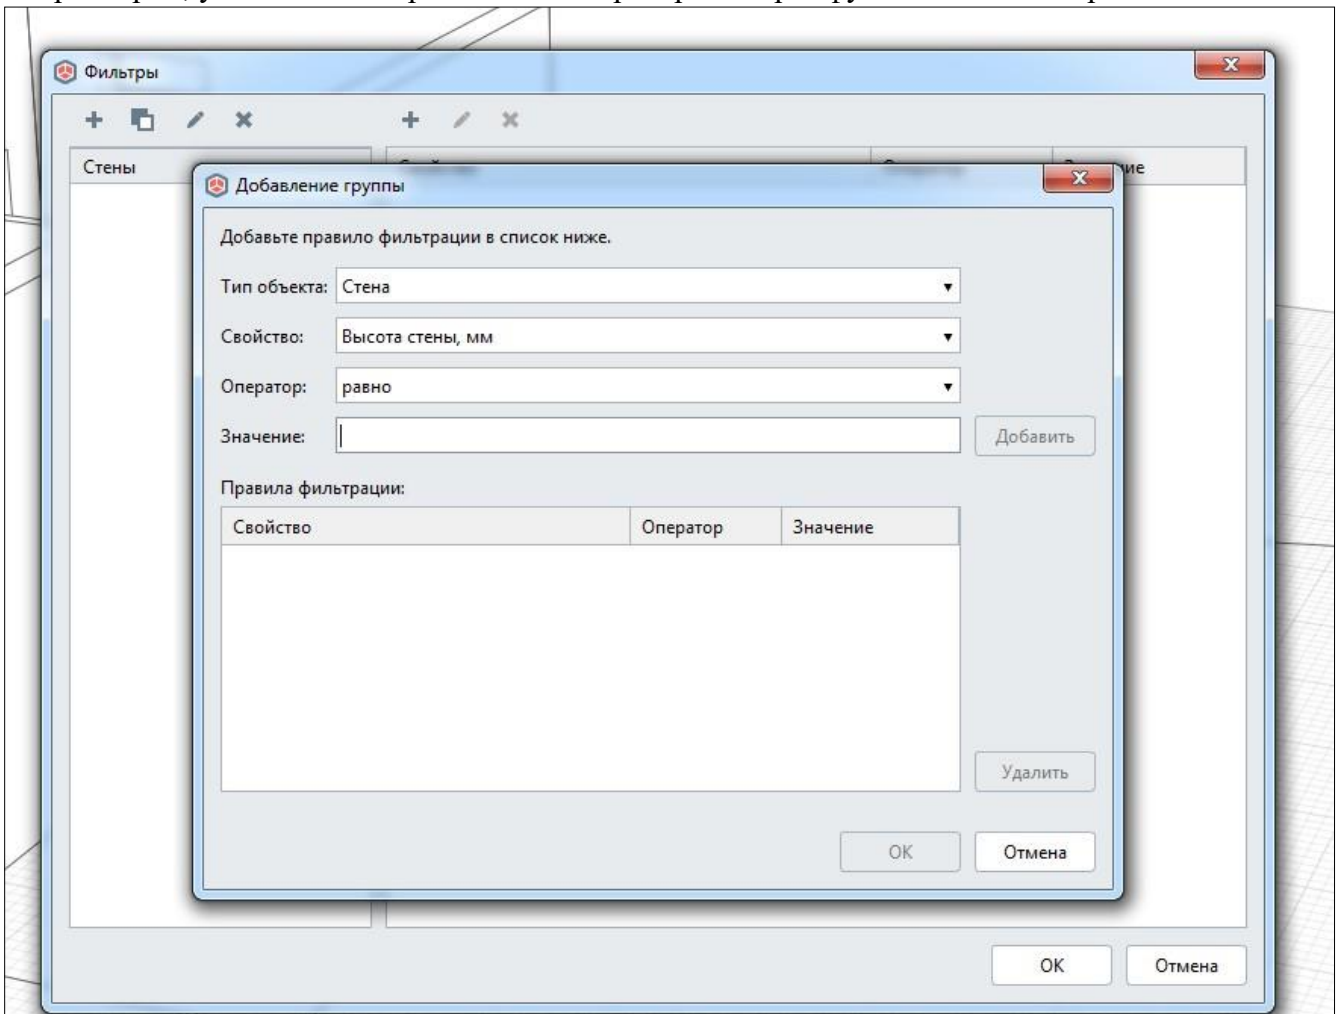 Фильтры
Стены
ие
Добавление группы
Добавьте правило фильтрации в список ниже.
Тип объекта: Стена
Свойство: Высота стены, мм
Оператор: равно
Значение:
Добавить
Правила фильтрации:
Свойство Оператор Значение
Удалить
OK Отмена
OK Отмена